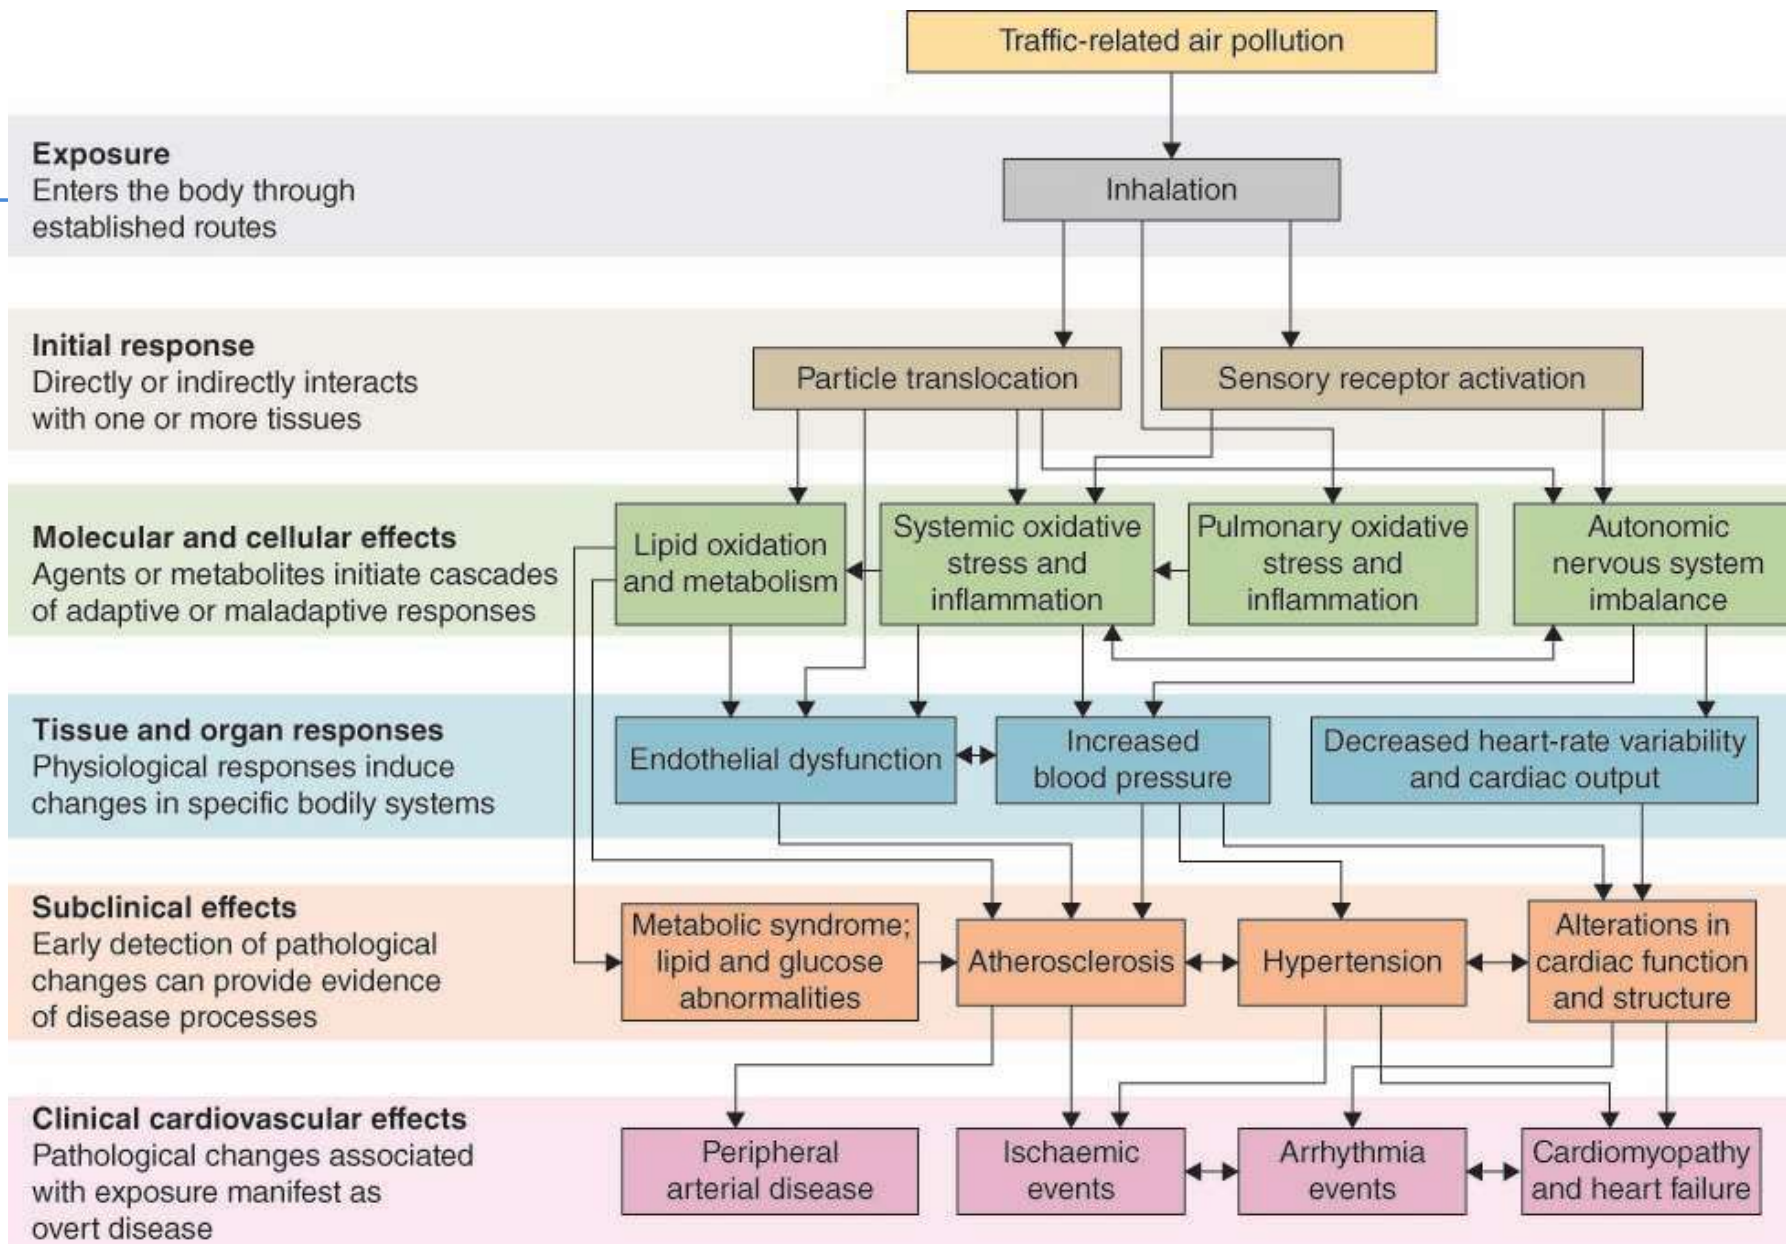 Traffic-related air pollution
Exposure
Enters the body through
established routes
Inhalation
Initial response
Directly or indirectly interacts
with one or more tissues
Particle translocation
Sensory receptor activation
Molecular and cellular effects
Agents or metabolites initiate cascades
of adaptive or maladaptive responses
Lipid oxidation
and metabolism
Systemic oxidative
stress and
inflammation
Pulmonary oxidative
stress and
inflammation
Autonomic
nervous system
imbalance
Tissue and organ responses
Physiological responses induce
changes in specific bodily systems
Endothelial dysfunction
Increased
blood pressure
Decreased heart-rate variability
and cardiac output
Subclinical effects
Early detection of pathological
changes can provide evidence
of disease processes
Metabolic syndrome;
lipid and glucose
abnormalities
Atherosclerosis
Hypertension
Alterations in
cardiac function
and structure
Clinical cardiovascular effects
Pathological changes associated
with exposure manifest as
overt disease
Peripheral
arterial disease
Ischaemic
events
Arrhythmia
events
Cardiomyopathy
and heart failure